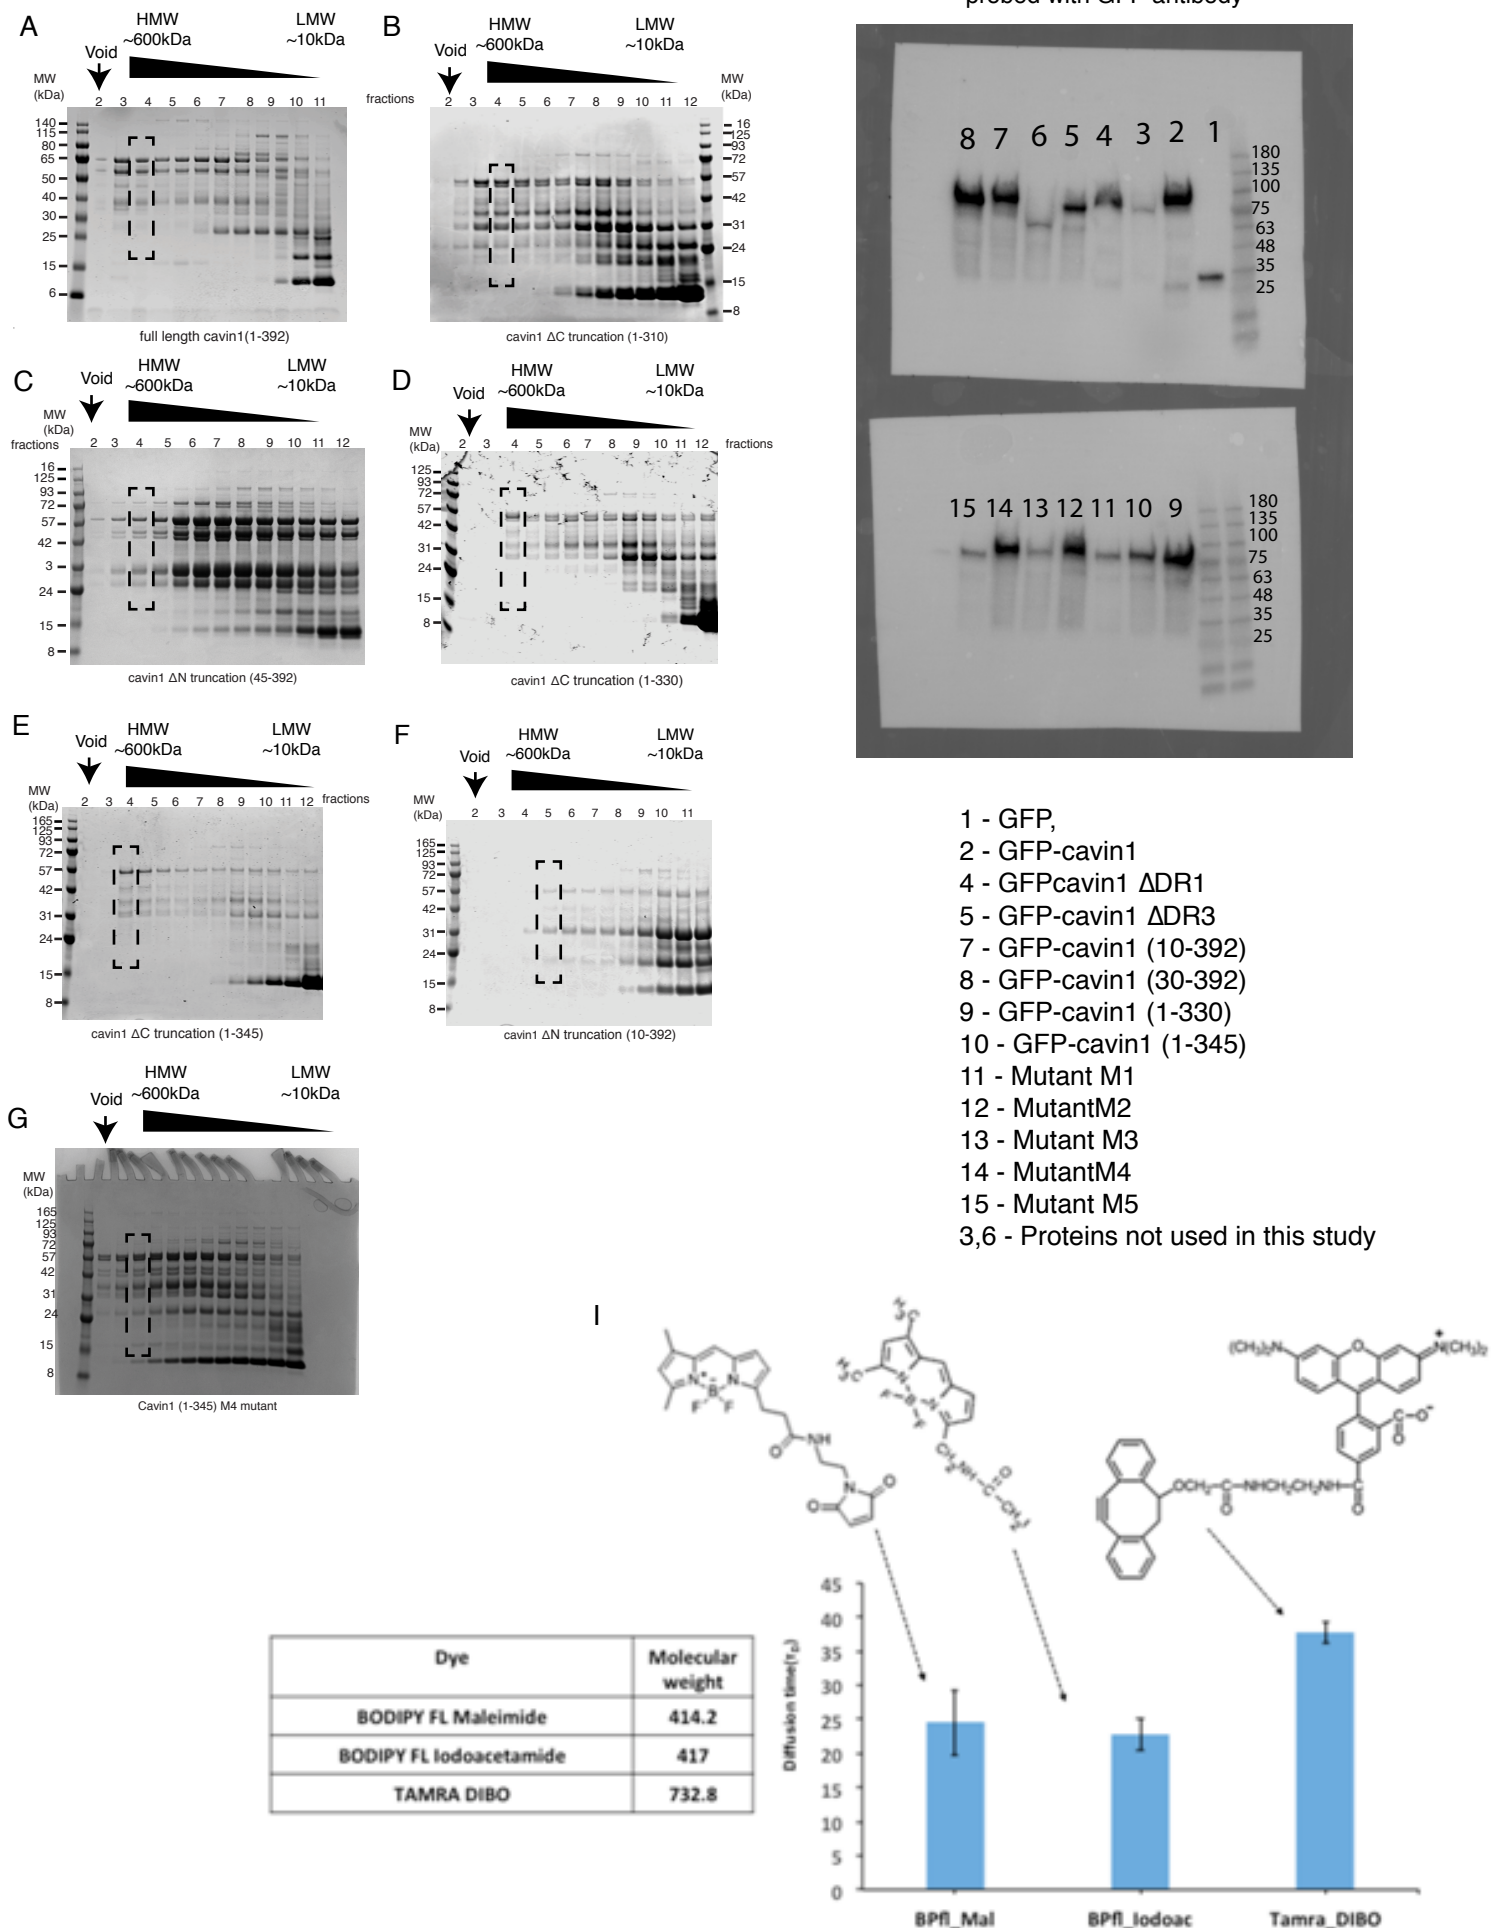 probed with GFP antibody
A
HMW
~600kDa
LMW
~10kDa
Void
MW
(kDa)
2 3 4 5 6 7 8 9 10 11
140
115
80
65
50
40
30
25
15
6
full length cavin1(1-392)
B
HMW
~600kDa
LMW
~10kDa
Void
MW
(kDa)
fractions
2 3 4 5 6 7 8 9 10 11 12
16
125
93
72
57
42
31
24
15
8
cavin1 ΔC truncation (1-310)
C
HMW
~600kDa
LMW
~10kDa
Void
MW
(kDa)
fractions
2 3 4 5 6 7 8 9 10 11 12
16
125
93
72
57
42
3
24
15
8
cavin1 ΔN truncation (45-392)
D
HMW
~600kDa
LMW
~10kDa
Void
MW
(kDa)
2 3 4 5 6 7 8 9 10 11 12
fractions
125
93
72
57
42
31
24
15
8
cavin1 ΔC truncation (1-330)
E
HMW
~600kDa
LMW
~10kDa
Void
MW
(kDa)
2 3 4 5 6 7 8 9 10 11 12
fractions
165
125
93
72
57
42
31
24
15
8
cavin1 ΔC truncation (1-345)
F
HMW
~600kDa
LMW
~10kDa
Void
MW
(kDa)
2 3 4 5 6 7 8 9 10 11
165
125
93
72
57
42
31
24
15
8
cavin1 ΔN truncation (10-392)
G
HMW
~600kDa
LMW
~10kDa
Void
MW
(kDa)
165
125
93
72
57
42
31
24
15
8
Cavin1 (1-345) M4 mutant
8 7 6 5 4 3 2 1
180
135
100
75
63
48
35
25
15 14 13 12 11 10 9
180
135
100
75
63
48
35
25
1 - GFP,
2 - GFP-cavin1
4 - GFPcavin1 ΔDR1
5 - GFP-cavin1 ΔDR3
7 - GFP-cavin1 (10-392)
8 - GFP-cavin1 (30-392)
9 - GFP-cavin1 (1-330)
10 - GFP-cavin1 (1-345)
11 - Mutant M1
12 - MutantM2
13 - Mutant M3
14 - MutantM4
15 - Mutant M5
3,6 - Proteins not used in this study
I
N+
B-
N
F F
O
NH
N
O
O
H3C
H3C
N
B
N
F
F
CH2NH-C-CH2I
O
(CH3)2N
O
+
N(CH3)2
C-O-
O
OCH2-C-NHCH2CH2NH-C
O
O
Dye
Molecular
weight
BODIPY FL Maleimide
414.2
BODIPY FL Iodoacetamide
417
TAMRA DIBO
732.8
Diffusion time(τD)
45
40
35
30
25
20
15
10
5
0
BPfl_Mal
BPfl_Iodoac
Tamra_DIBO